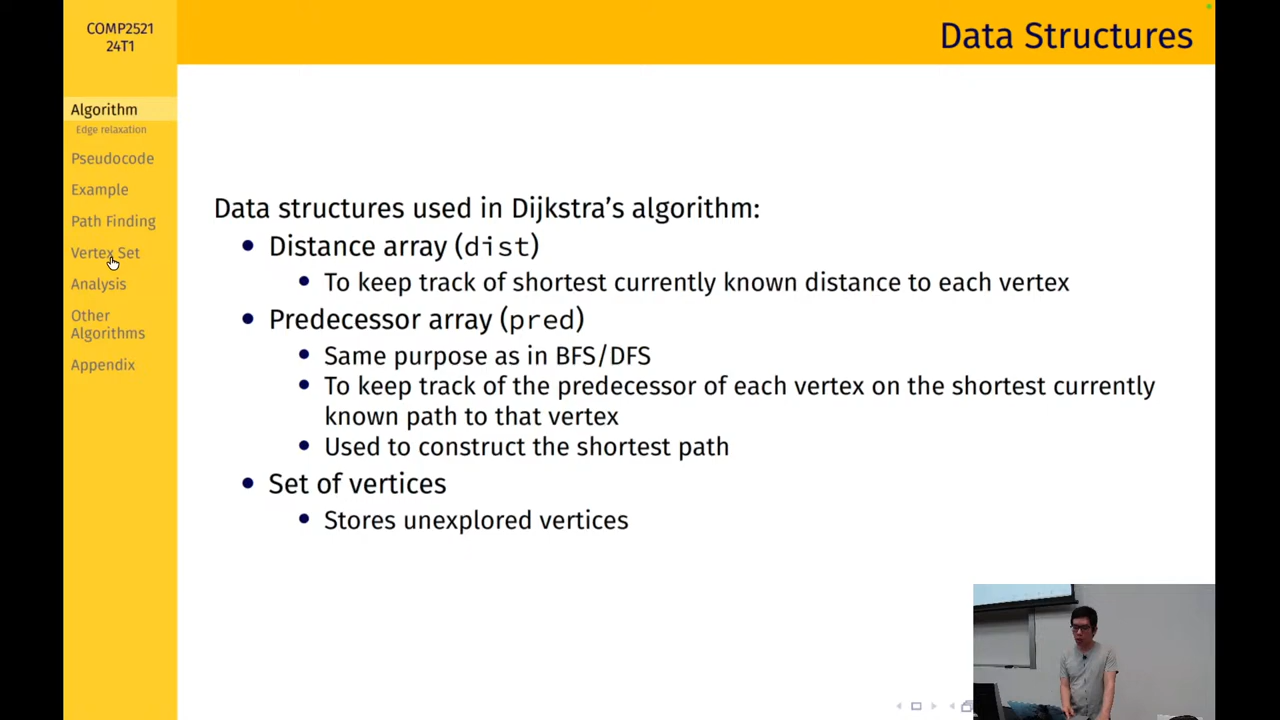 COMP2521
24T1
Data Structures
Algorithm
Edge relaxation
Pseudocode
Example
Path Finding
Vertex Set
Analysis
Other
Algorithms
Appendix
Data structures used in Dijkstra’s algorithm:
• Distance array (dist)
• To keep track of shortest currently known distance to each vertex
• Predecessor array (pred)
• Same purpose as in BFS/DFS
• To keep track of the predecessor of each vertex on the shortest currently
known path to that vertex
• Used to construct the shortest path
• Set of vertices
• Stores unexplored vertices